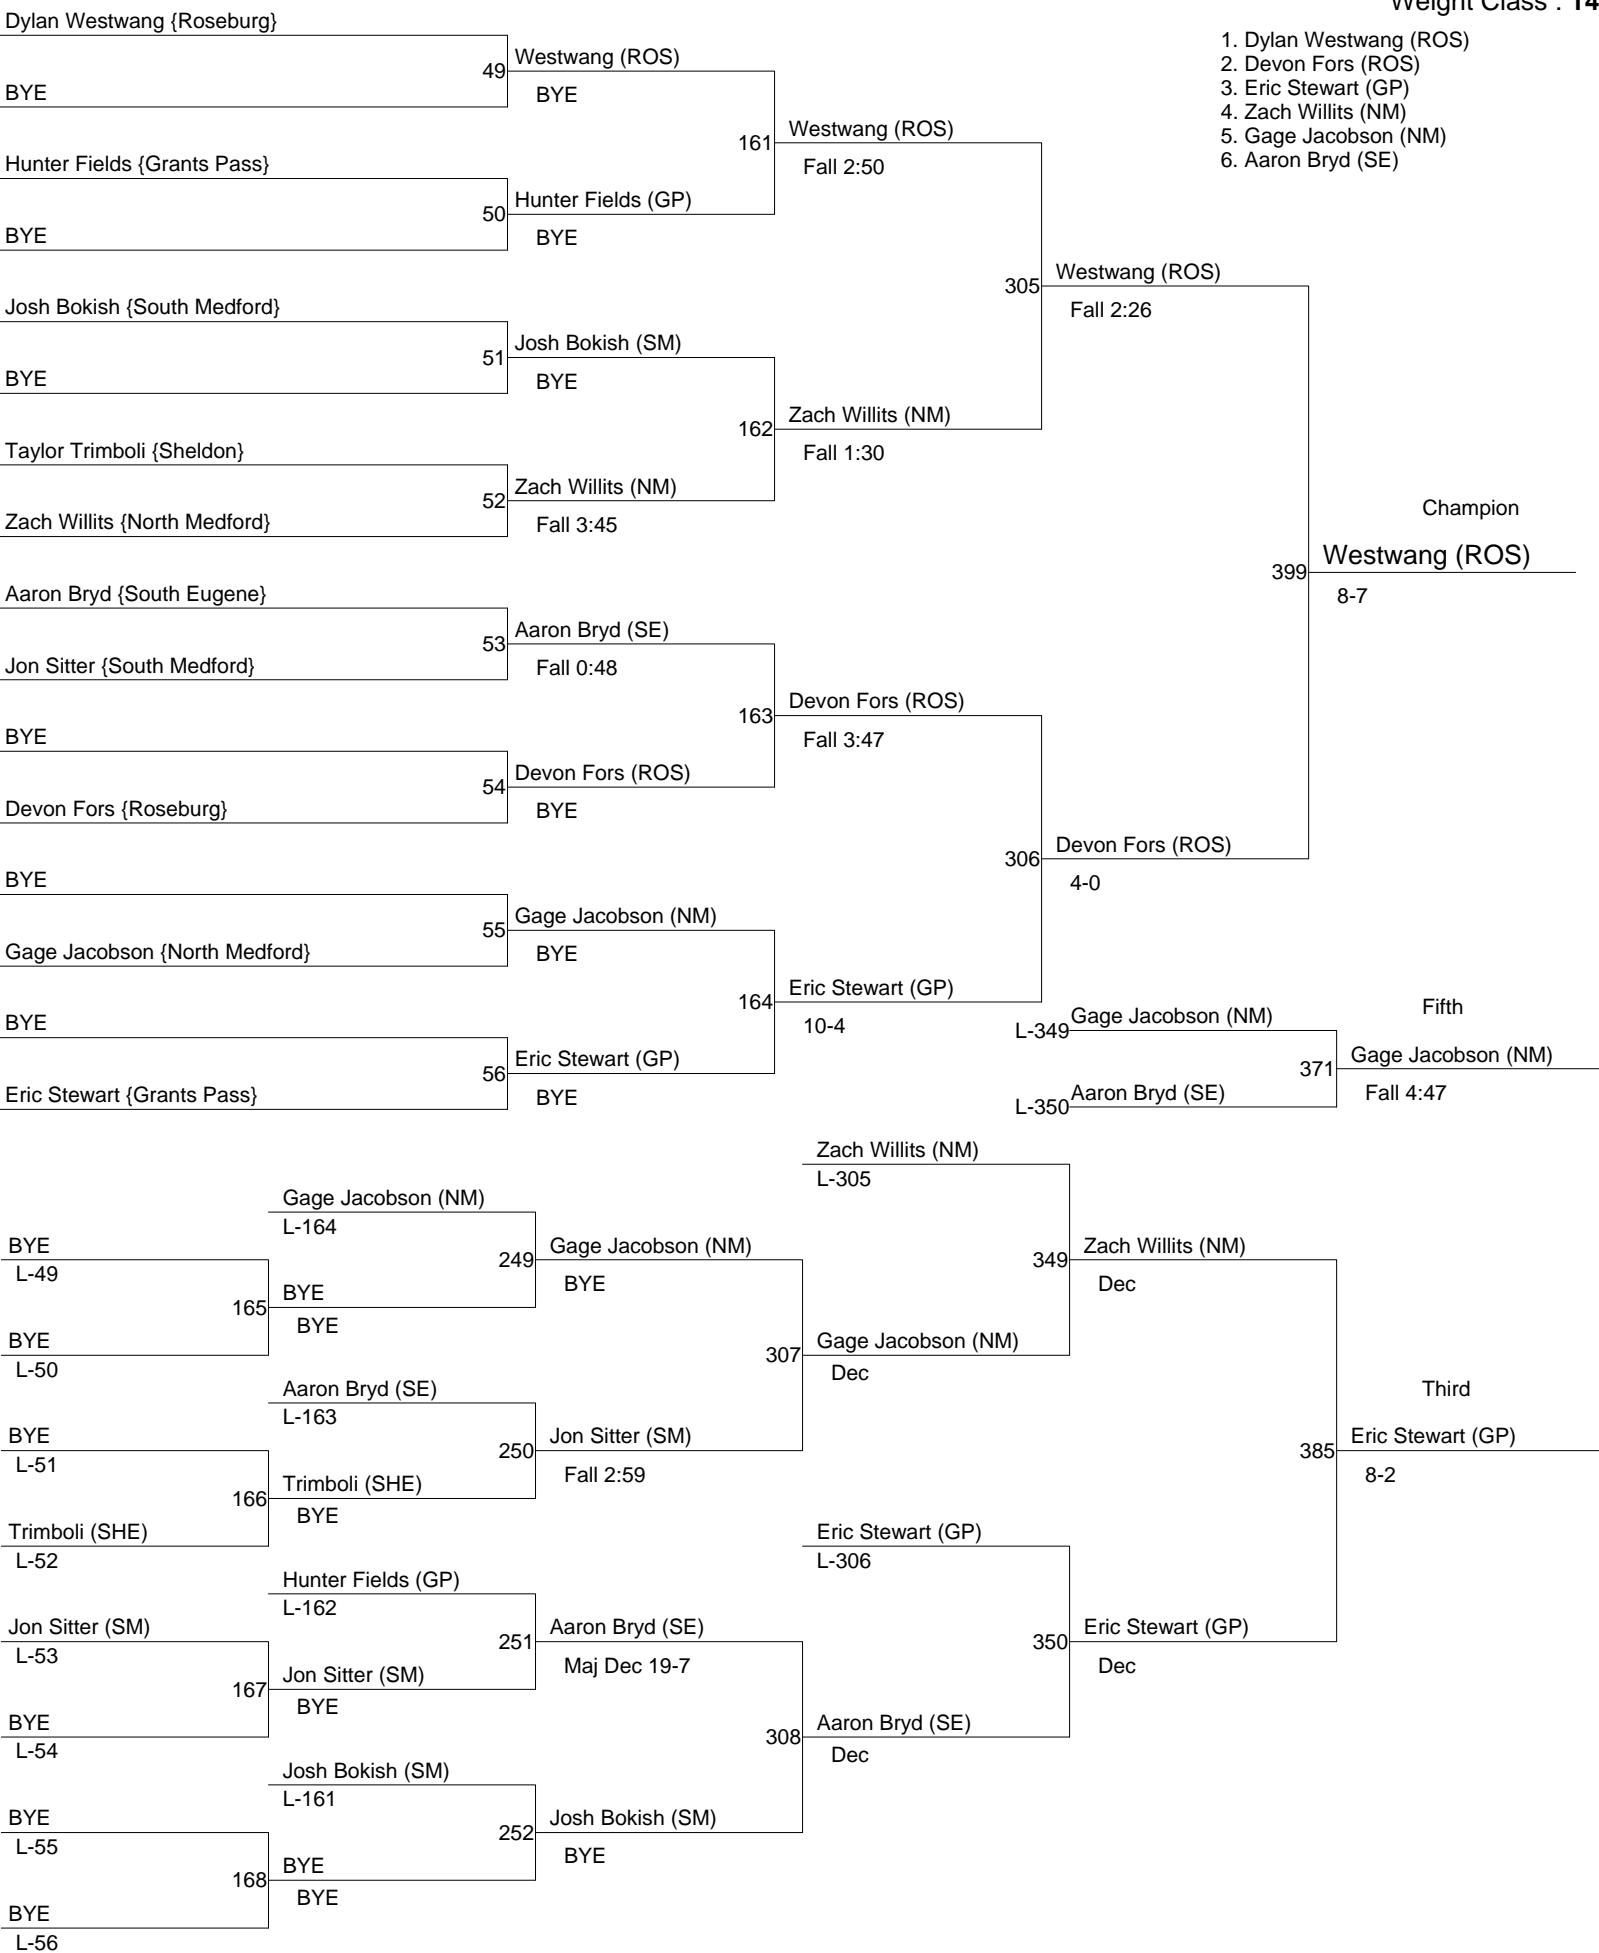 Weight Class : 14
1. Dylan Westwang (ROS)
2. Devon Fors (ROS)
3. Eric Stewart (GP)
4. Zach Willits (NM)
5. Gage Jacobson (NM)
6. Aaron Bryd (SE)
Dylan Westwang {Roseburg}
BYE
49
Westwang (ROS)
BYE
Hunter Fields {Grants Pass}
BYE
50
Hunter Fields (GP)
BYE
161
Westwang (ROS)
Fall 2:50
Josh Bokish {South Medford}
BYE
51
Josh Bokish (SM)
BYE
Taylor Trimboli {Sheldon}
Zach Willits {North Medford}
52
Zach Willits (NM)
Fall 3:45
162
Zach Willits (NM)
Fall 1:30
305
Westwang (ROS)
Fall 2:26
Aaron Bryd {South Eugene}
Jon Sitter {South Medford}
53
Aaron Bryd (SE)
Fall 0:48
BYE
Devon Fors {Roseburg}
54
Devon Fors (ROS)
BYE
163
Devon Fors (ROS)
Fall 3:47
BYE
Gage Jacobson {North Medford}
55
Gage Jacobson (NM)
BYE
BYE
Eric Stewart {Grants Pass}
56
Eric Stewart (GP)
BYE
164
Eric Stewart (GP)
10-4
306
Devon Fors (ROS)
4-0
Champion
399
Westwang (ROS)
8-7
Fifth
L-349
Gage Jacobson (NM)
L-350
Aaron Bryd (SE)
371
Gage Jacobson (NM)
Fall 4:47
BYE
L-49
BYE
L-50
165
Gage Jacobson (NM)
L-164
BYE
BYE
249
Gage Jacobson (NM)
BYE
BYE
L-51
Trimboli (SHE)
L-52
166
Aaron Bryd (SE)
L-163
Trimboli (SHE)
BYE
250
Jon Sitter (SM)
Fall 2:59
307
Zach Willits (NM)
L-305
Gage Jacobson (NM)
Dec
349
Zach Willits (NM)
Dec
Jon Sitter (SM)
L-53
BYE
L-54
167
Hunter Fields (GP)
L-162
Jon Sitter (SM)
BYE
251
Aaron Bryd (SE)
Maj Dec 19-7
BYE
L-55
BYE
L-56
168
Josh Bokish (SM)
L-161
BYE
BYE
252
Josh Bokish (SM)
BYE
308
Eric Stewart (GP)
L-306
Aaron Bryd (SE)
Dec
350
Eric Stewart (GP)
Dec
Third
385
Eric Stewart (GP)
8-2